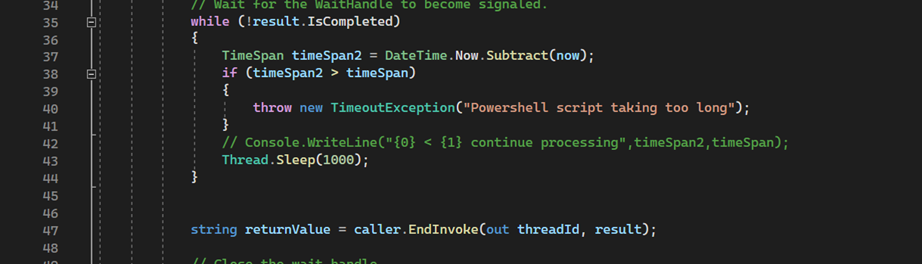 34 // Wait for the WaitHandle to become signaled.
35 while (!result.IsCompleted)
36 {
37 TimeSpan timeSpan2 = DateTime.Now.Subtract(now);
38 if (timeSpan2 > timeSpan)
39 {
40 throw new TimeoutException("Powershell script taking too long");
41 }
42 // Console.WriteLine("{0} < {1} continue processing",timeSpan2,timeSpan);
43 Thread.Sleep(1000);
44 }
45
46
47 string returnValue = caller.EndInvoke(out threadId, result);
48
// Close the wait handle